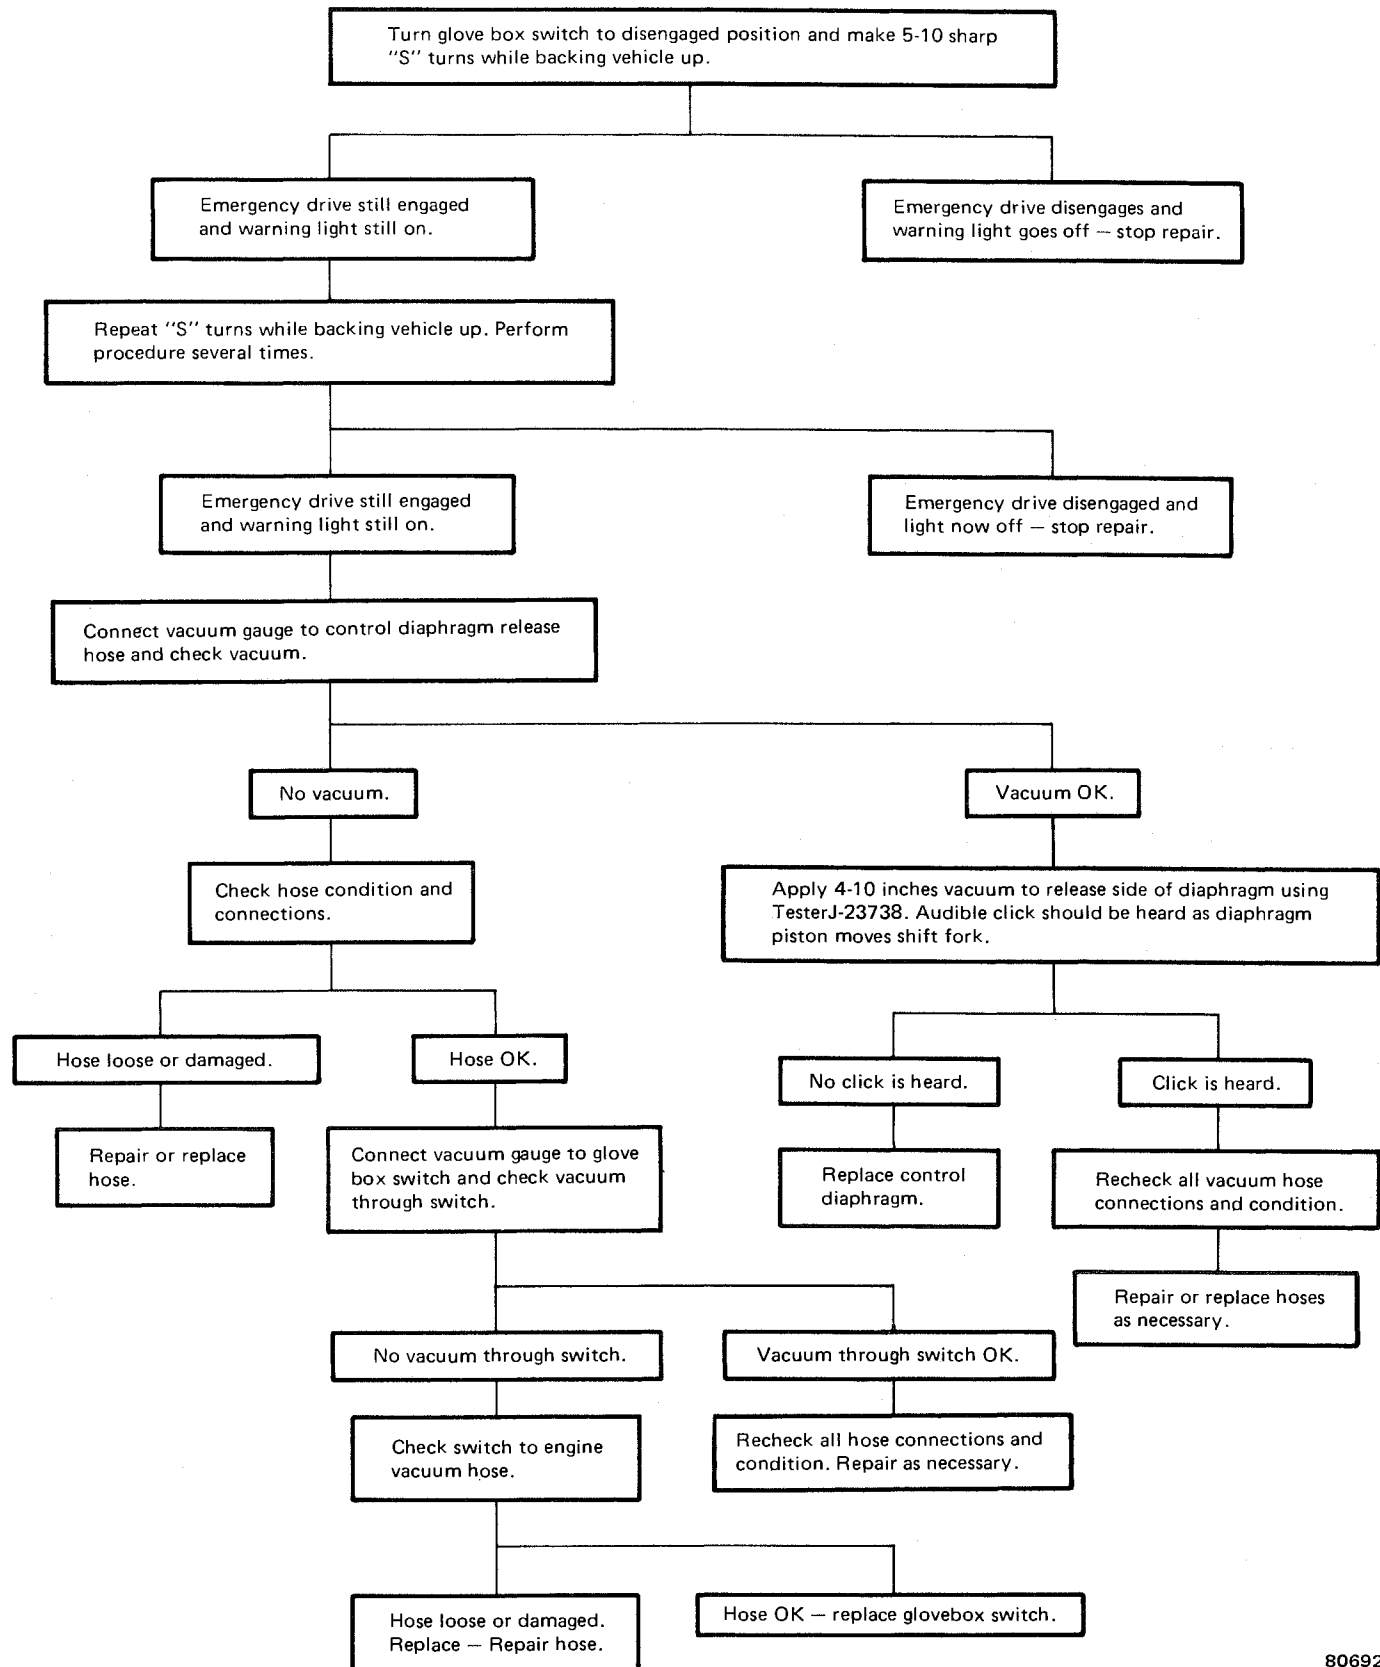 Turn glove box switch to disengaged position and make 5-10 sharp
"S" turns while backing vehicle up.
Emergency drive still engaged
and warning light still on.
Emergency drive disengages and
warning light goes off — stop repair.
Repeat "S" turns while backing vehicle up. Perform
procedure several times.
Emergency drive still engaged
and warning light still on.
Emergency drive disengaged and
light now off — stop repair.
Connect vacuum gauge to control diaphragm release
hose and check vacuum.
No vacuum.
Vacuum OK.
Check hose condition and
connections.
Apply 4-10 inches vacuum to release side of diaphragm using
TesterJ-23738. Audible click should be heard as diaphragm
piston moves shift fork.
Hose loose or damaged.
Hose OK.
No click is heard.
Click is heard.
Repair or replace
hose.
Connect vacuum gauge to glove
box switch and check vacuum
through switch.
Replace control
diaphragm.
Recheck all vacuum hose
connections and condition.
Repair or replace hoses
as necessary.
No vacuum through switch.
Vacuum through switch OK.
Check switch to engine
vacuum hose.
Recheck all hose connections and
condition. Repair as necessary.
Hose loose or damaged.
Replace — Repair hose.
Hose OK — replace glovebox switch.
80692